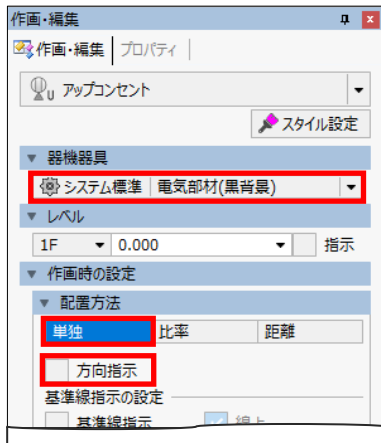 作画・編集
作画・編集 プロパティ
U アップコンセント
スタイル設定
器機器具
システム標準 電気部材(黒背景)
レベル
1F 0.000 指示
作画時の設定
配置方法
単独 比率 距離
方向指示
基準線指示の設定
基準線指示 線上